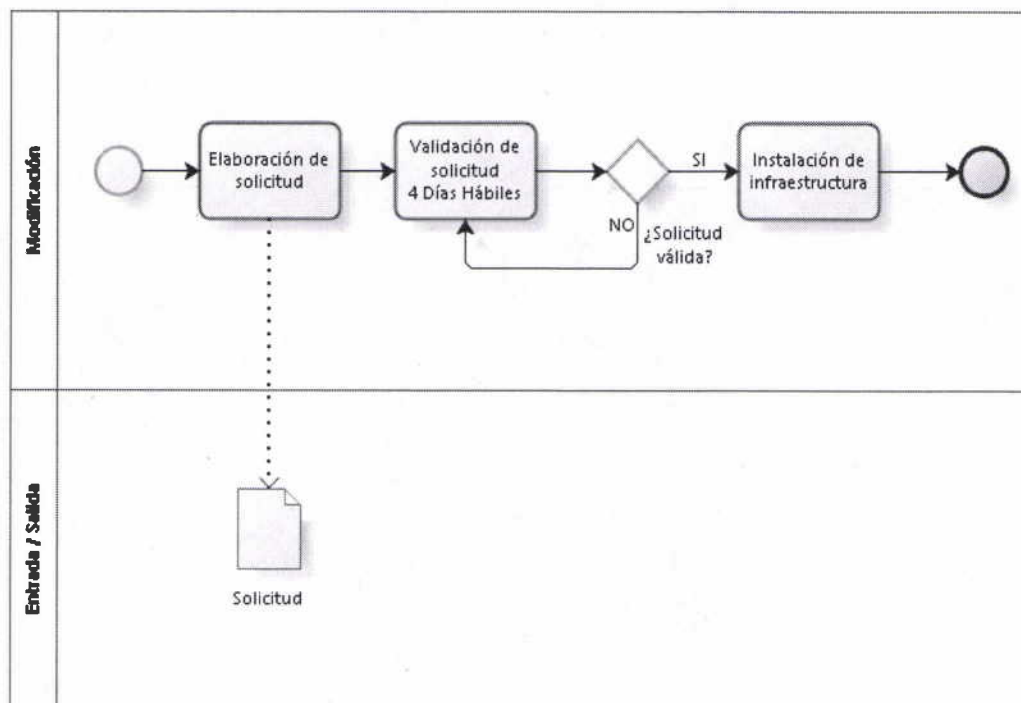 Modificación
Elaboración de
solicitud
Validación de
solicitud
4 Días Hábiles
SI
NO
¿Solicitud
válida?
Instalación de
infraestructura
Entrada / Salida
Solicitud